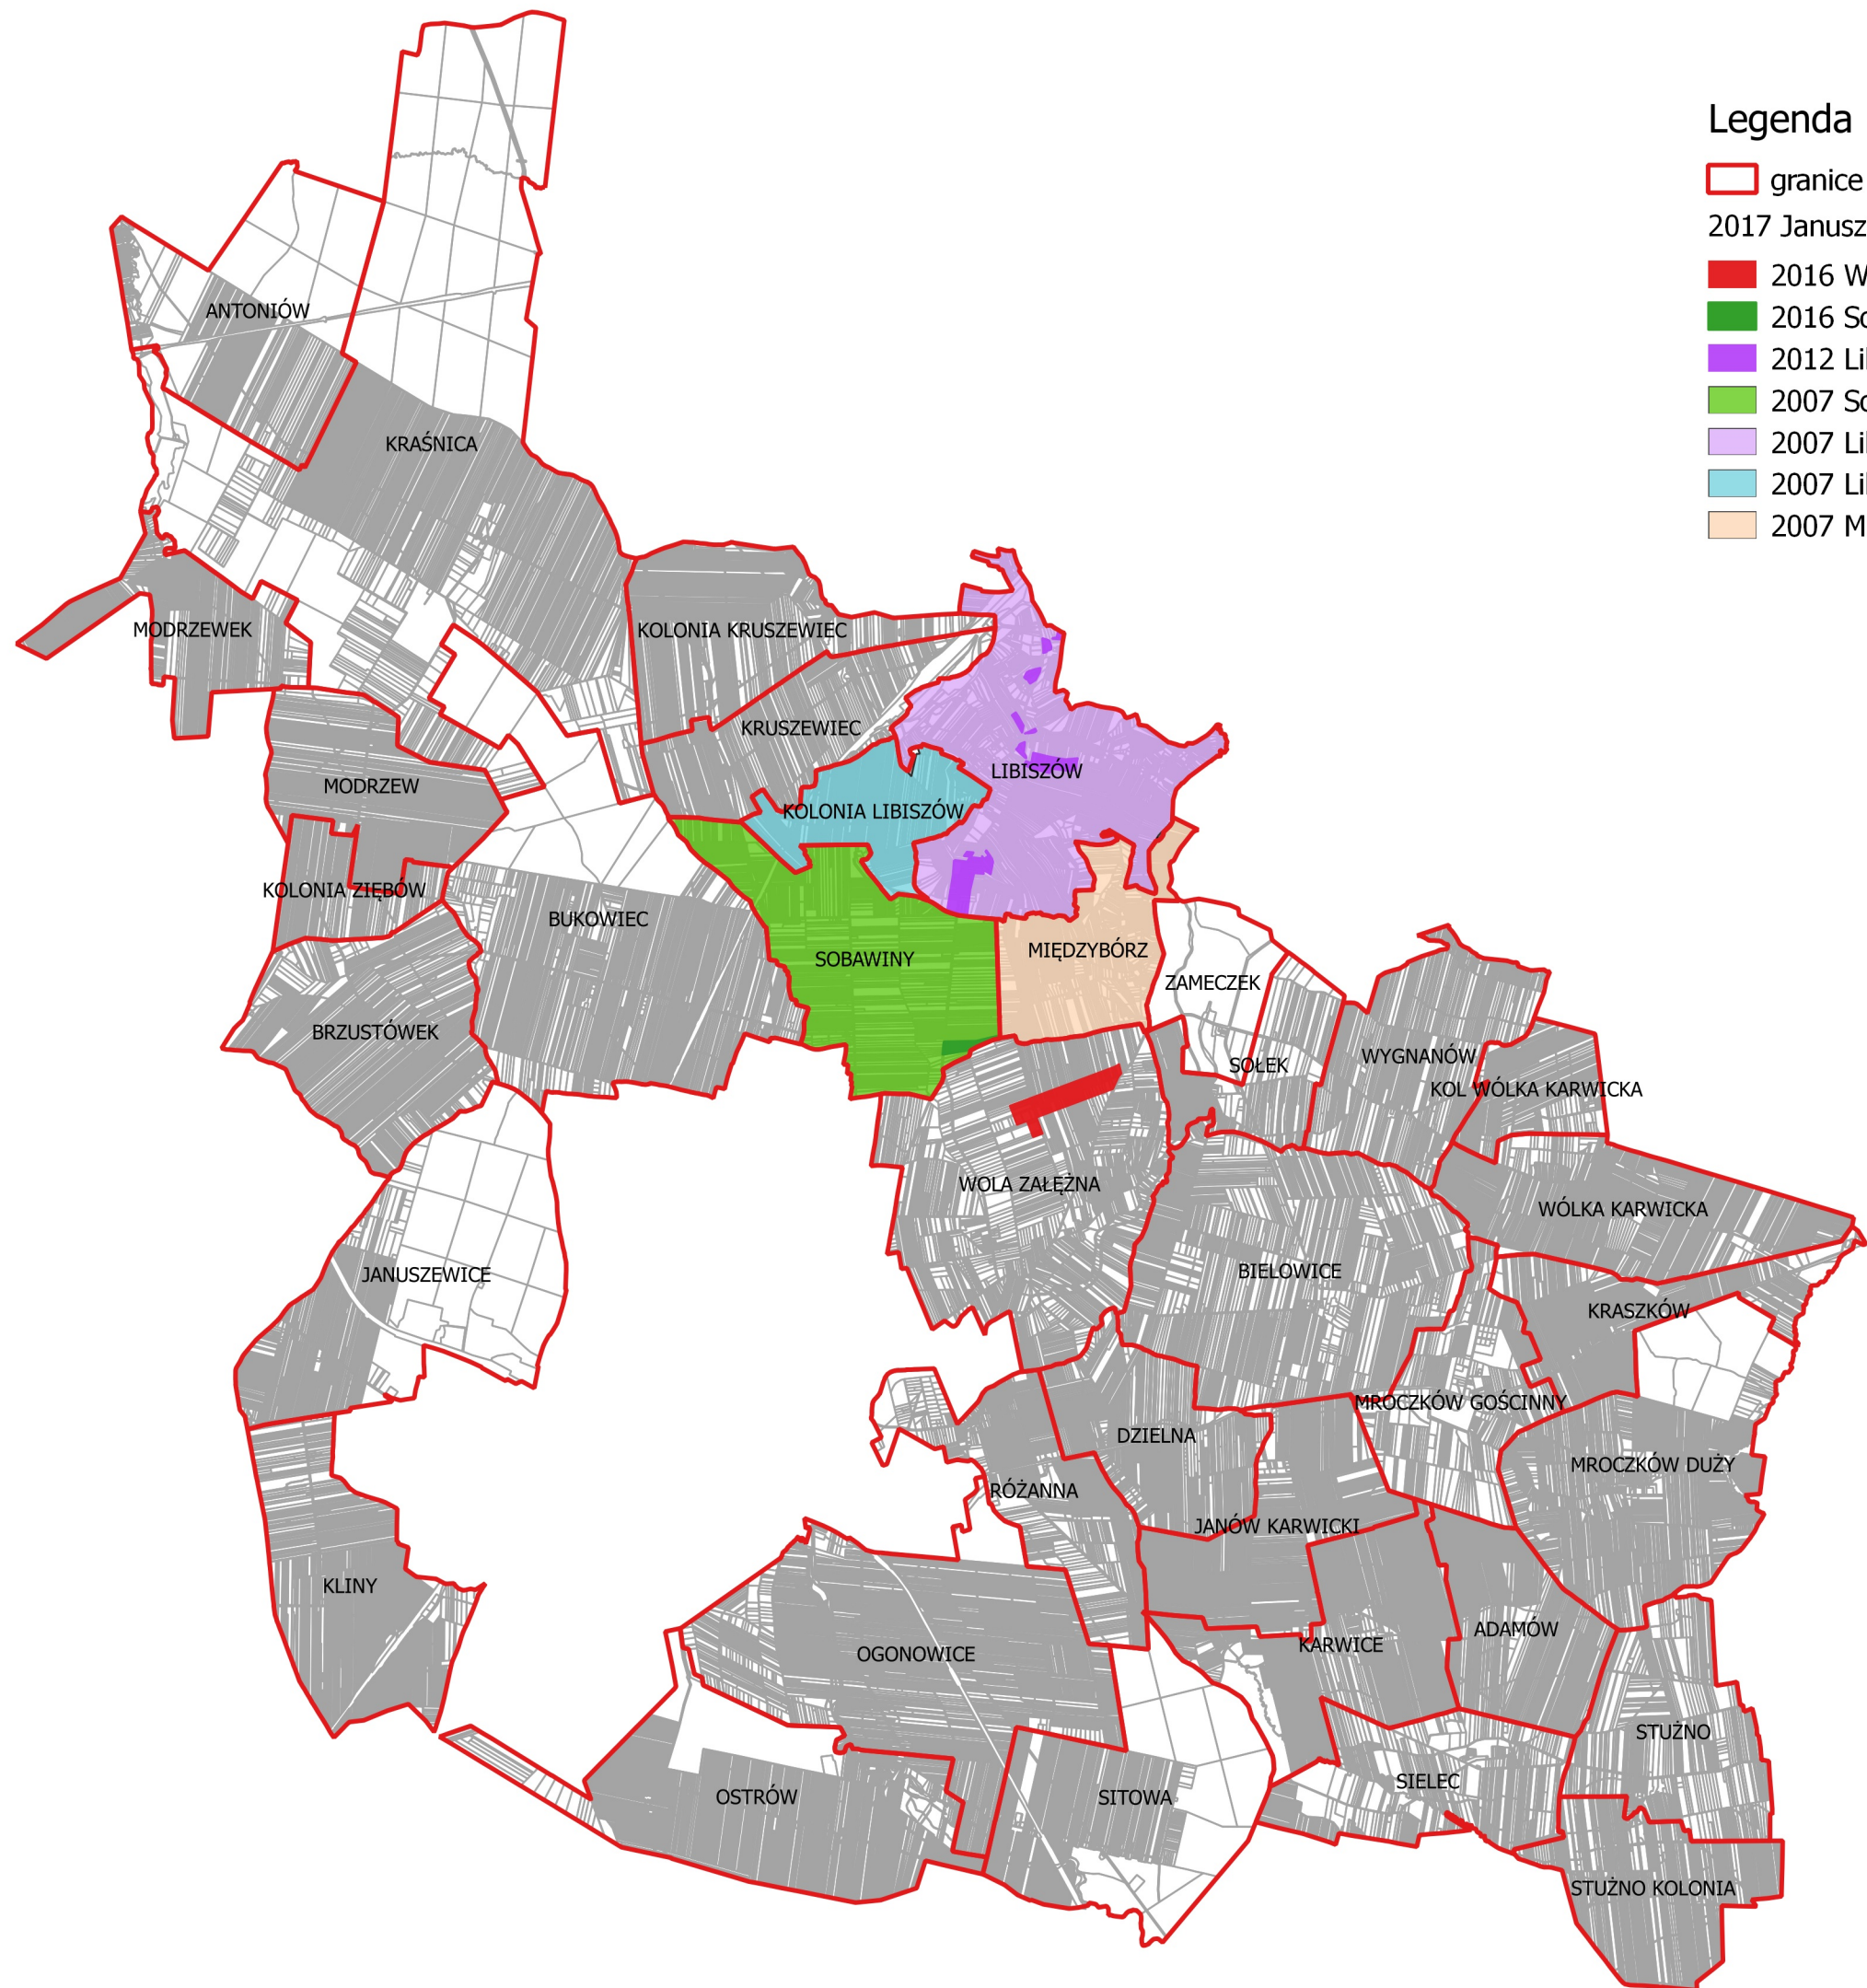 Legenda
granice
2017 Janusz
2016 W
2016 So
2012 Li
2007 So
2007 Li
2007 Li
2007 M
ANTONIÓW
KRAŚNICA
MODRZEWEK
KOLONIA KRUSZEWIEC
KRUSZEWIEC
LIBISZÓW
MODRZEW
KOLONIA LIBISZÓW
KOLONIA ZIĘBÓW
BUKOWIEC
SOBAWINY
MIĘDZYBÓRZ
ZAMECZEK
BRZUSTÓWEK
SOŁEK
WYGNANÓW
KOL WÓLKA KARWICKA
WOLA ZAŁĘŻNA
WÓLKA KARWICKA
JANUSZEWICE
BIELOWICE
KRASZKÓW
MROCZKÓW GOŚCINNY
DZIELNA
MROCZKÓW DUŻY
RÓŻANNA
JANÓW KARWICKI
KLINY
OGONOWICE
KARWICE
ADAMÓW
STUŻNO
OSTRÓW
SITOWA
SIELEC
STUŻNO KOLONIA